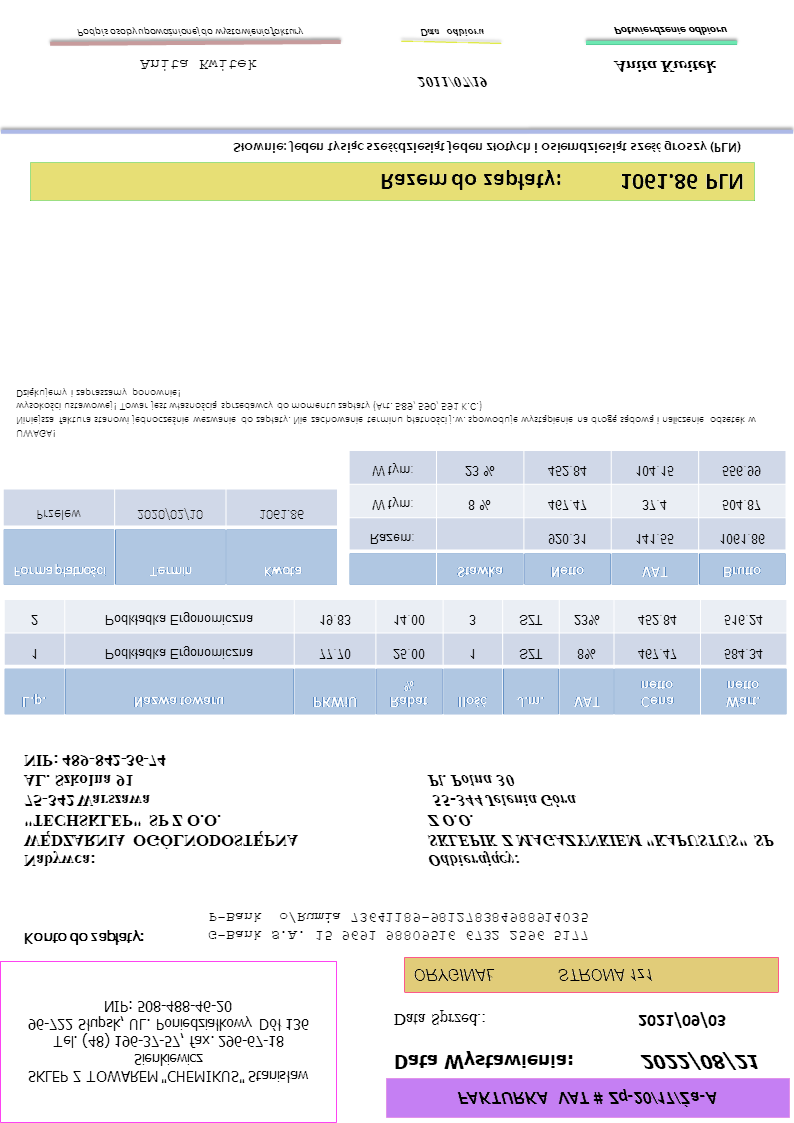 FAKTURKA VAT # Zq-20/17/Ża-A
SKLEP Z TOWAREM "CHEMIKUS" Stanisław
Sienkiewicz
Tel. (48) 196-37-57, fax. 296-67-18
96-722 Słupsk, UL. Poniedziałkowy Dół 136
NIP: 508-488-46-20
Data Wystawienia: 2022/08/21
Data Sprzed.: 2021/09/03
ORYGINAŁ STRONA 1z1
Konto do zapłaty:
G-Bank S.A. 15 9691 98809516 6732 2596 5177
P-Bank o/Rumia 73641189-981278384988914035
Nabywca:
WĘDZARNIA OGÓLNODOSTĘPNA
"TECHSKLEP" SP Z O.O.
75-342 Warszawa
AL. Szkolna 91
NIP: 489-842-36-74
Odbierający:
SKLEPIK Z MAGAZYNKIEM "KAPUSTUS" SP
Z O.O.
55-344 Jelenia Góra
Pl. Polna 30
L.p. Nazwa towaru PKWiU Rabat % Ilość J.m. VAT Cena netto Wart. netto
1 Podkładka Ergonomiczna 77.70 25.00 1 SZT 8% 467.47 584.34
2 Podkładka Ergonomiczna 19.83 14.00 3 SZT 23% 452.84 516.24
Forma płatności Termin Kwota
Przelew 2020/02/10 1061.86
Stawka Netto VAT Brutto
Razem: 920.31 141.55 1061.86
W tym: 8 % 467.47 37.4 504.87
W tym: 23 % 452.84 104.15 556.99
UWAGA!
Niniejsza faktura stanowi jednocześnie wezwanie do zapłaty. Nie zachowanie terminu płatności j.w. spowoduje wystąpienie na drogę sądową i naliczenie odsetek w
wysokości ustawowej! Towar jest własnością sprzedawcy do momentu zapłaty (Art. 589, 590, 591 K.C.)
Dziękujemy i zapraszamy ponownie!
Razem do zapłaty: 1061.86 PLN
Słownie: jeden tysiąc sześćdziesiąt jeden złotych i osiemdziesiąt sześć groszy (PLN)
Anita Kwitek
2011/07/19
Anita Kwitek
Podpis osoby upoważnionej do wystawienia faktury
Data odbioru
Potwierdzenie odbioru